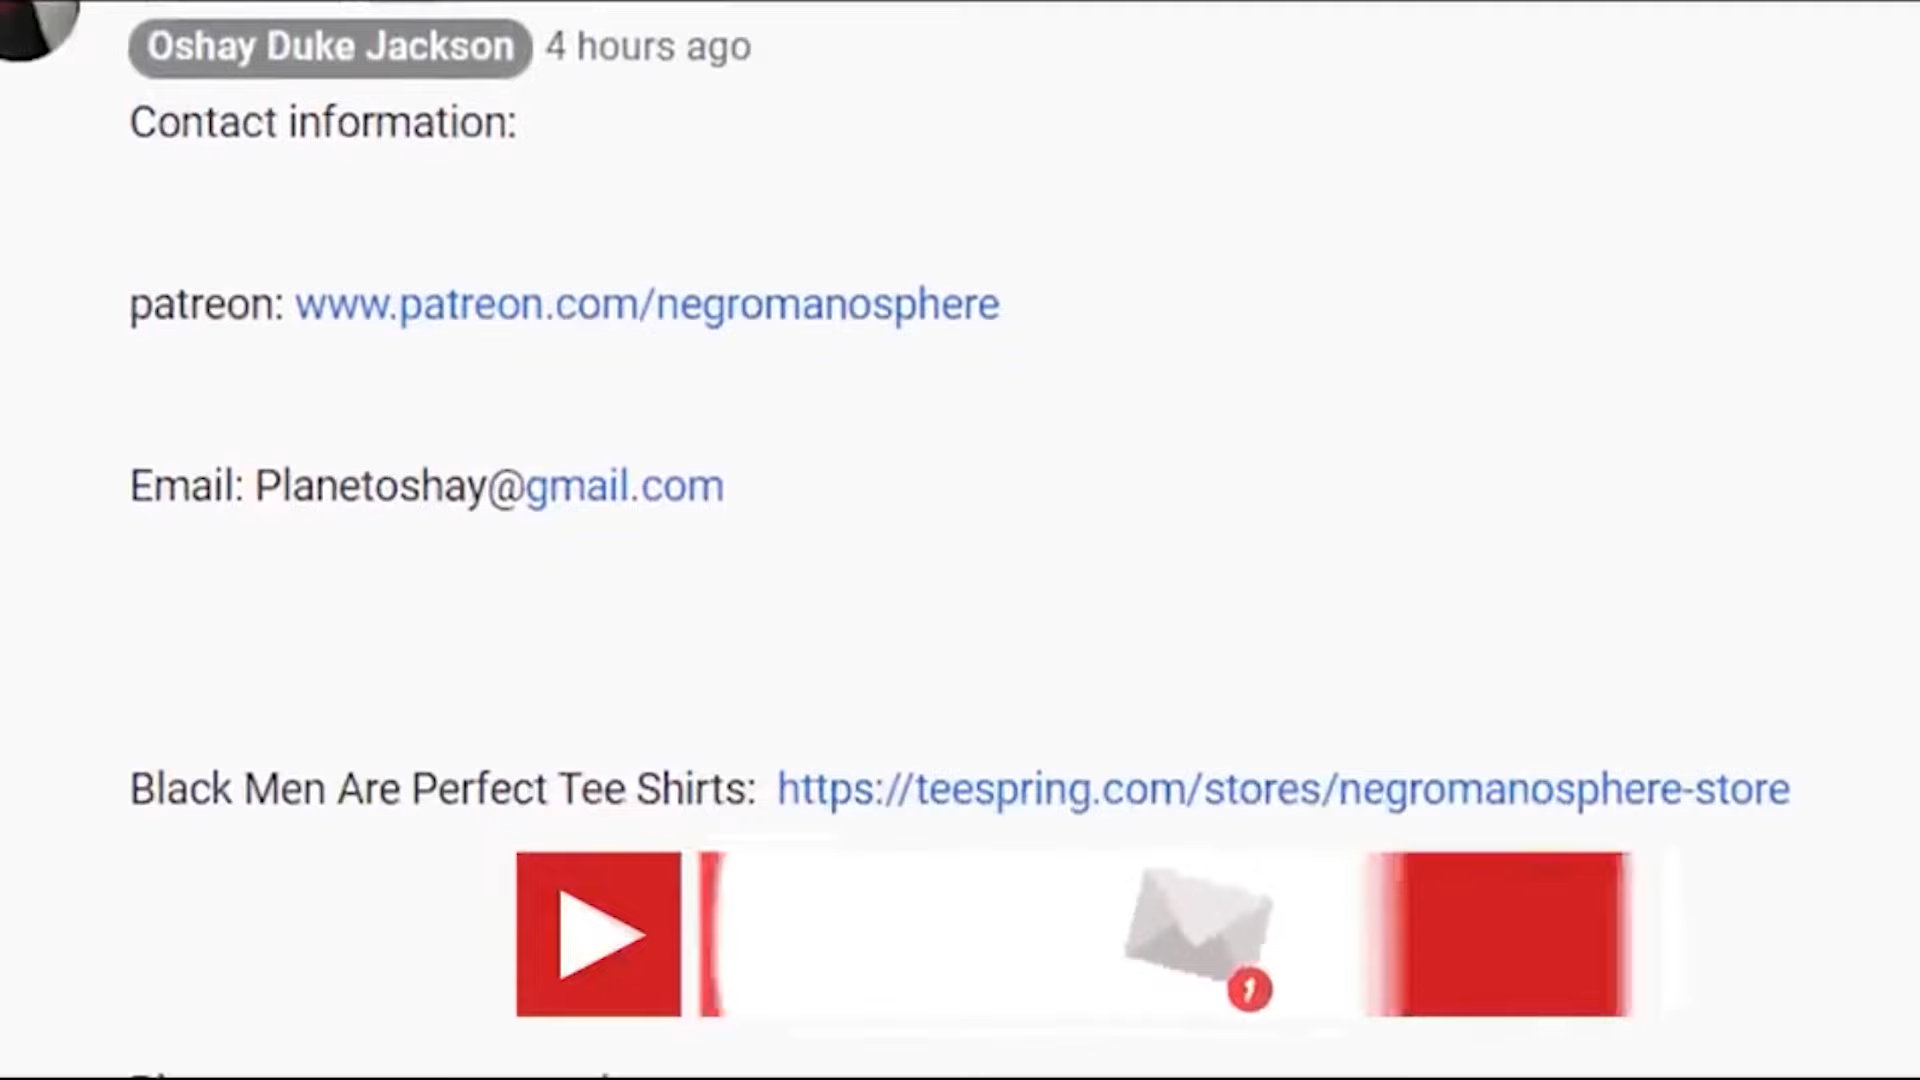 Oshay Duke Jackson 4 hours ago
Contact information:
patreon: www.patreon.com/negromanosphere
Email: Planetoshay@gmail.com
Black Men Are Perfect Tee Shirts: https://teespring.com/stores/negromanosphere-store
1